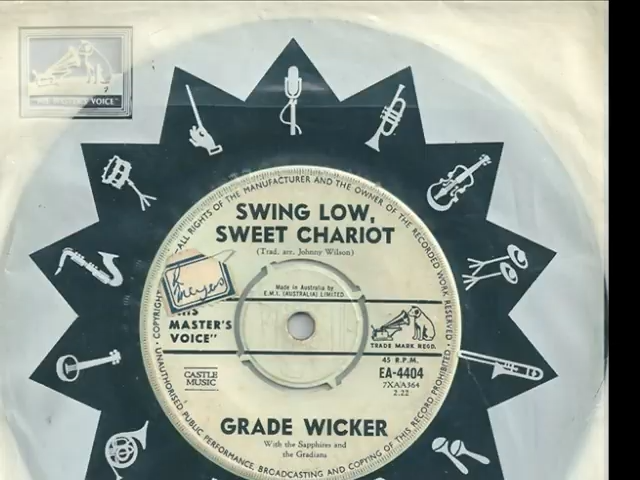 "HIS MASTER'S VOICE"
·ALL RIGHTS OF THE MANUFACTURER AND THE OWNER OF THE RECORDED WORK RESERVED·
SWING LOW,
SWEET CHARIOT
(Trad. arr. Johnny Wilson)
Mayes
Made in Australia by
E.M.I. (AUSTRALIA) LIMITED
"HIS
MASTER'S
VOICE"
TRADE MARK REGD.
45 R.P.M.
EA-4404
7XAA364
2.22
CASTLE
MUSIC
GRADE WICKER
With the Sapphires and
the Gradians
COPYRIGHT·UNAUTHORISED PUBLIC PERFORMANCE, BROADCASTING AND COPYING OF THIS RECORD PROHIBITED·